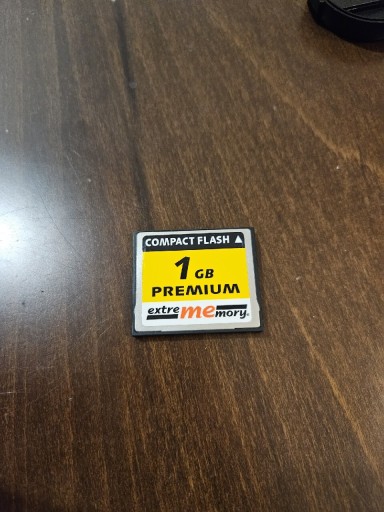 COMPACT FLASH ▲
1 GB
PREMIUM
extreMEmory®